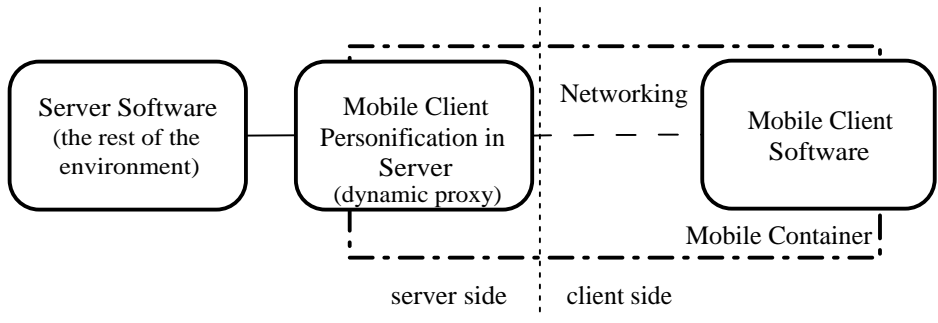 Server Software
(the rest of the
environment)
Mobile Client
Personification in
Server
(dynamic proxy)
Networking
Mobile Client
Software
Mobile Container
server side
client side